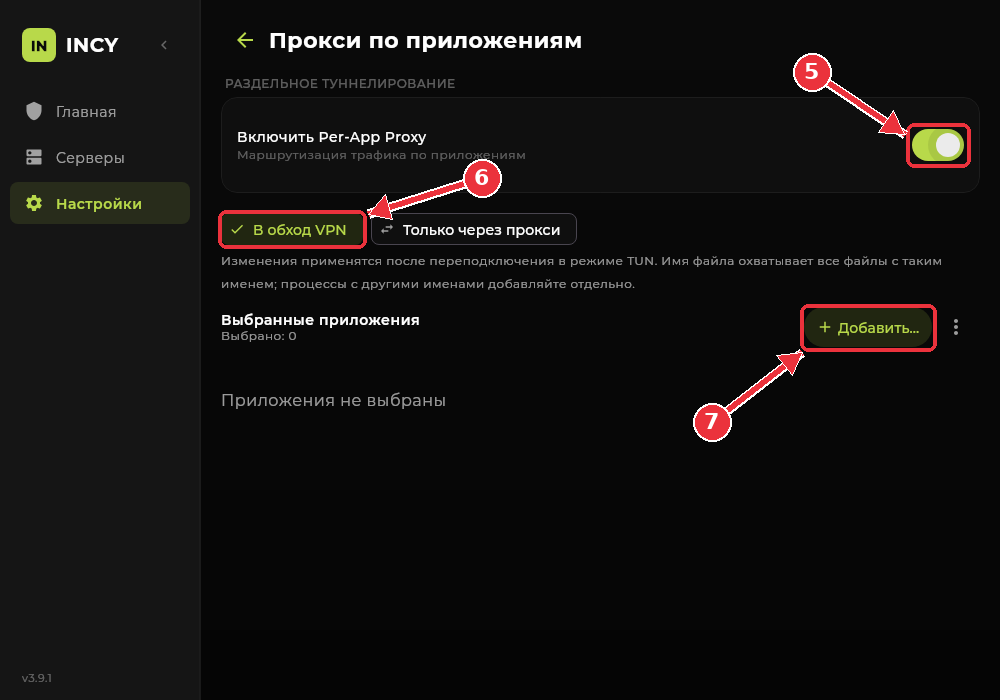 IN INCY
Главная
Серверы
Настройки
v3.9.1
Прокси по приложениям
РАЗДЕЛЬНОЕ ТУННЕЛИРОВАНИЕ
5
Включить Per-App Proxy
Маршрутизация трафика по приложениям
6
В обход VPN
Только через прокси
Изменения применятся после переподключения в режиме TUN. Имя файла охватывает все файлы с таким
именем; процессы с другими именами добавляйте отдельно.
Выбранные приложения
Выбрано: 0
+ Добавить...
7
Приложения не выбраны